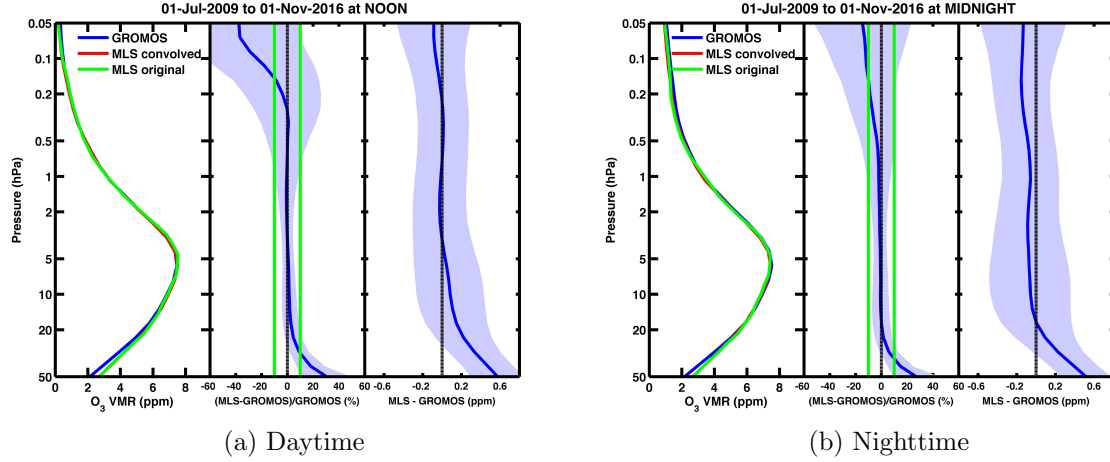 01-Jul-2009 to 01-Nov-2016 at NOON
Pressure (hPa)
0.05
0.1
0.2
0.5
1
2
5
10
20
50
GROMOS
MLS convolved
MLS original
0 2 4 6 8
O3 VMR (ppm)
-60 -40 -20 0 20 40 60
(MLS-GROMOS)/GROMOS (%)
-0.6 -0.2 0.2 0.6
MLS - GROMOS (ppm)
(a) Daytime
01-Jul-2009 to 01-Nov-2016 at MIDNIGHT
Pressure (hPa)
0.05
0.1
0.2
0.5
1
2
5
10
20
50
GROMOS
MLS convolved
MLS original
0 2 4 6 8
O3 VMR (ppm)
-60 -40 -20 0 20 40 60
(MLS-GROMOS)/GROMOS (%)
-0.6 -0.2 0.2 0.6
MLS - GROMOS (ppm)
(b) Nighttime